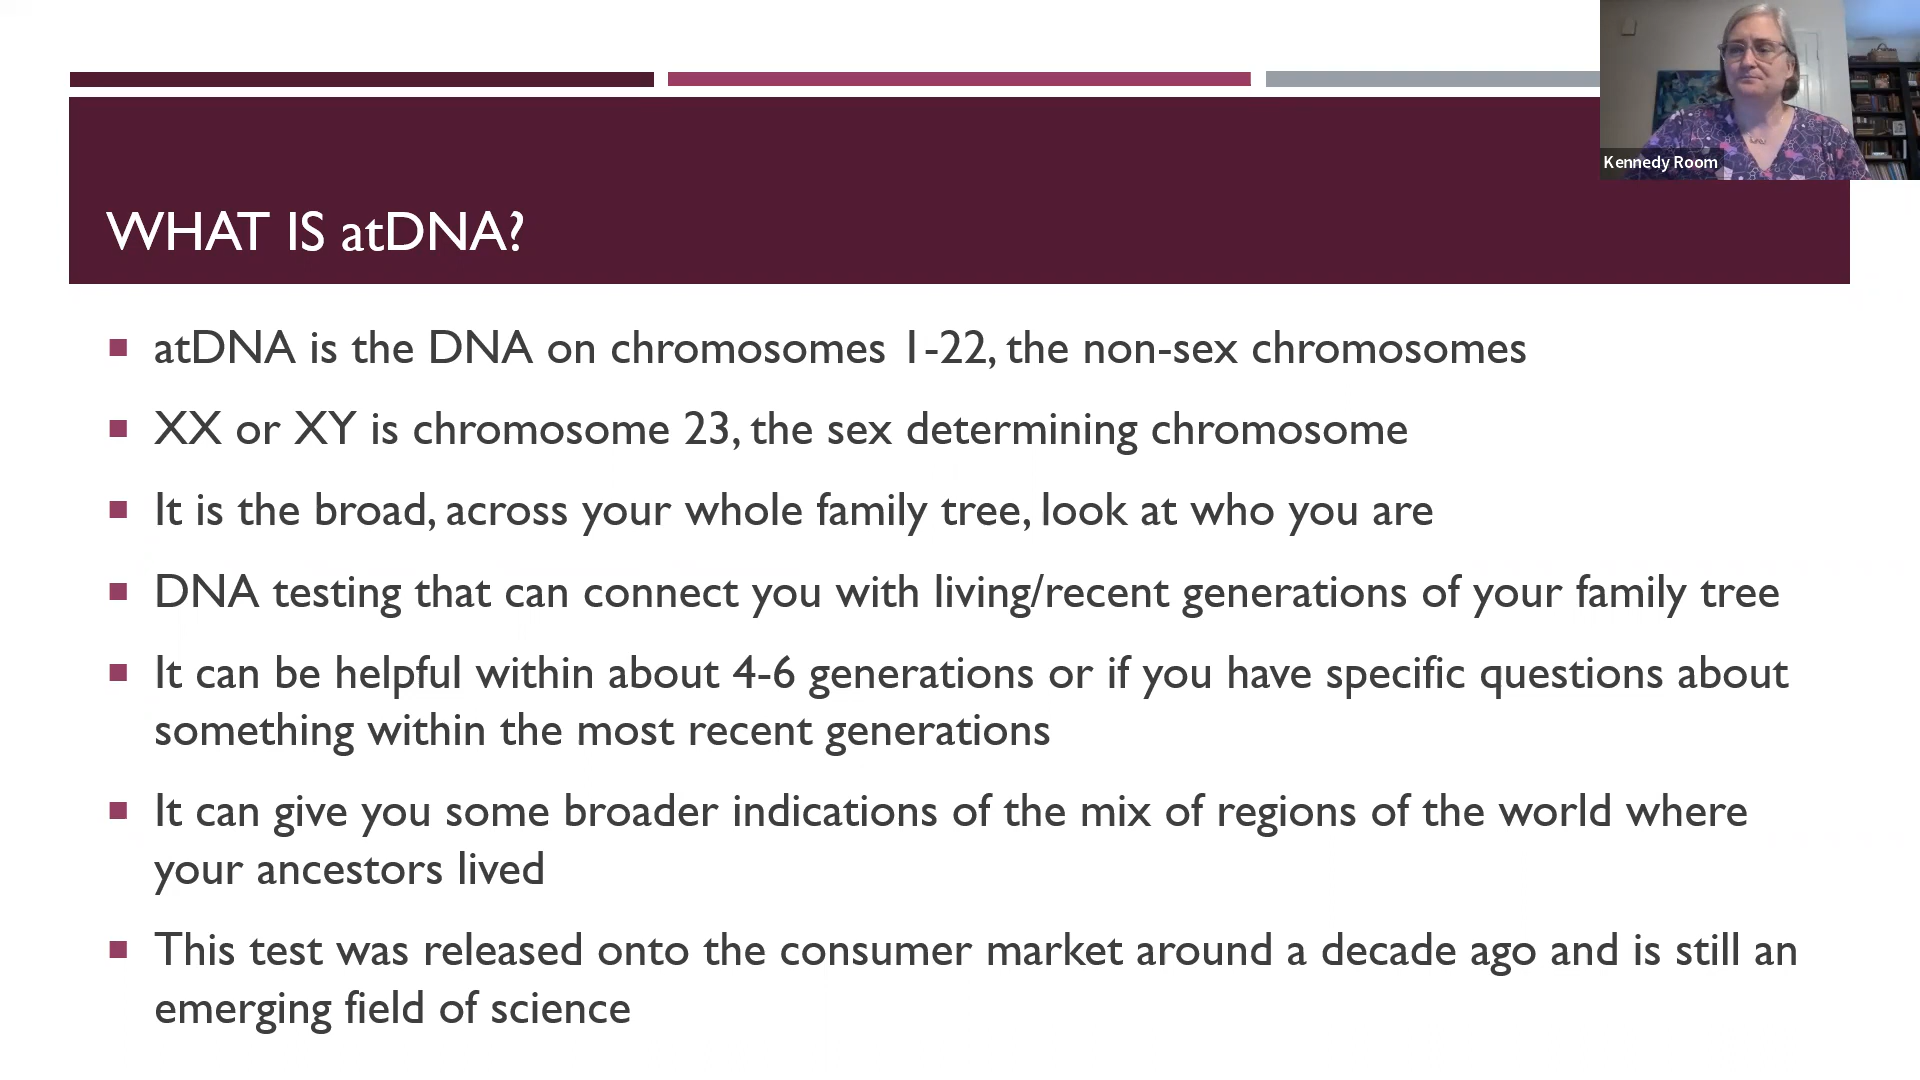 Kennedy Room
WHAT IS atDNA?
atDNA is the DNA on chromosomes 1-22, the non-sex chromosomes
XX or XY is chromosome 23, the sex determining chromosome
It is the broad, across your whole family tree, look at who you are
DNA testing that can connect you with living/recent generations of your family tree
It can be helpful within about 4-6 generations or if you have specific questions about
something within the most recent generations
It can give you some broader indications of the mix of regions of the world where
your ancestors lived
This test was released onto the consumer market around a decade ago and is still an
emerging field of science